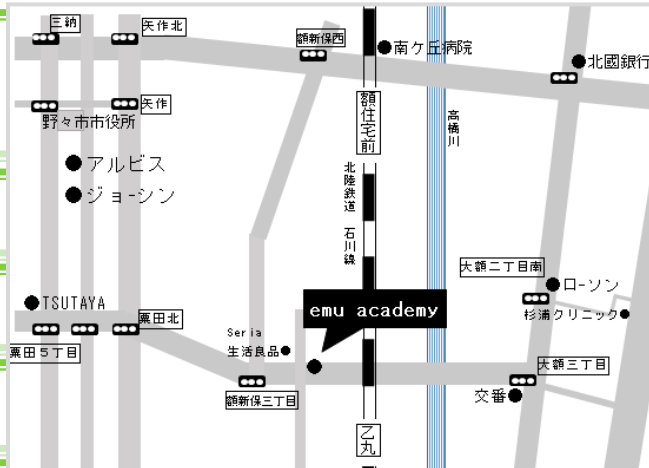 三納
矢作北
額新保西
南ケ丘病院
北國銀行
矢作
野々市市役所
額住宅前
高橋川
アルビス
ジョーシン
北陸鉄道 石川線
大額二丁目南
ローソン
杉浦クリニック
TSUTAYA
粟田北
粟田5丁目
emu academy
Seria
生活良品
額新保三丁目
大額三丁目
交番
乙丸